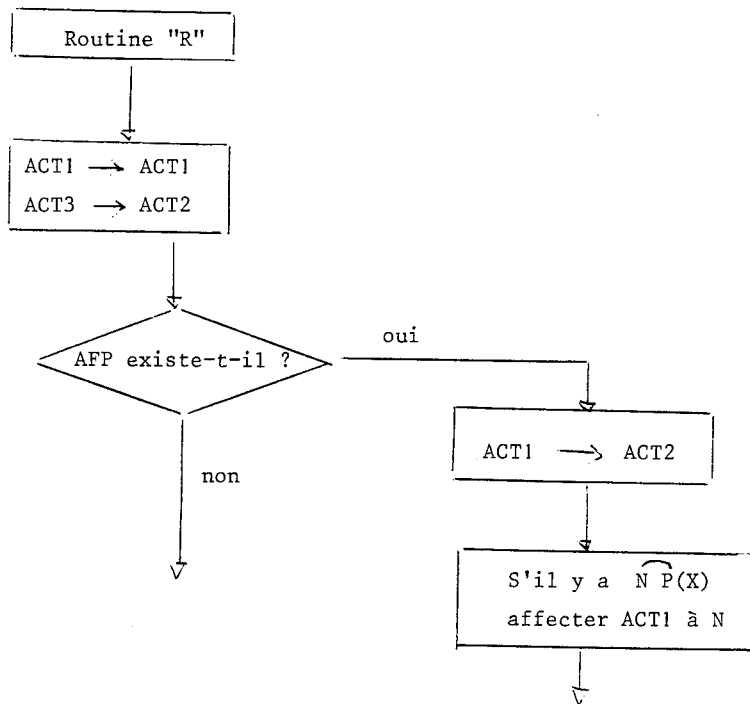 Routine "R"
ACT1 → ACT1
ACT3 → ACT2
AFP existe-t-il ?
oui
non
ACT1 → ACT2
S'il y a N P(X)
affecter ACT1 à N